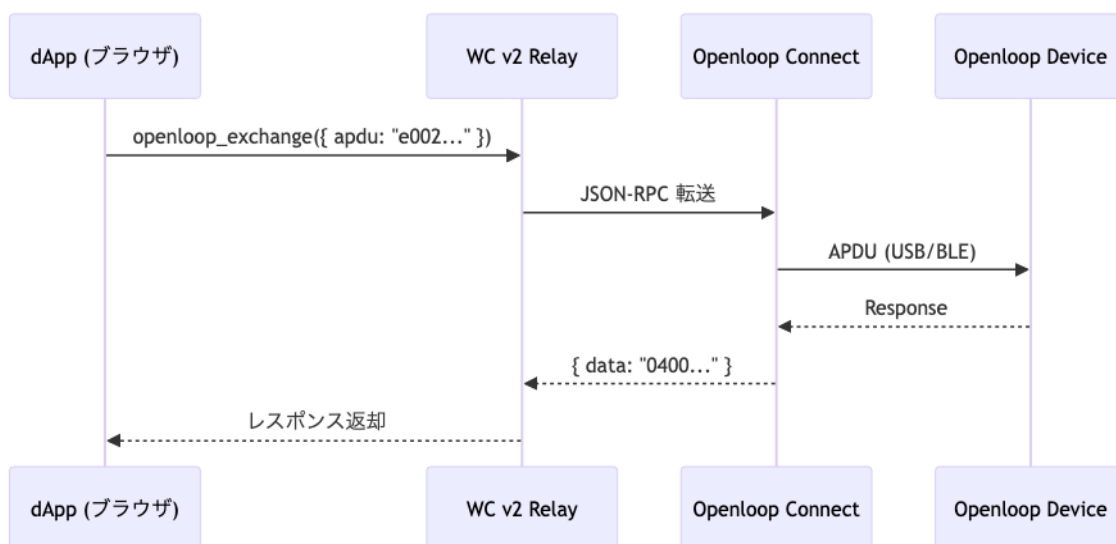 dApp (ブラウザ)
WC v2 Relay
Openloop Connect
Openloop Device
openloop_exchange({ apdu: "e002..." })
JSON-RPC 転送
APDU (USB/BLE)
Response
{ data: "0400..." }
レスポンス返却
dApp (ブラウザ)
WC v2 Relay
Openloop Connect
Openloop Device